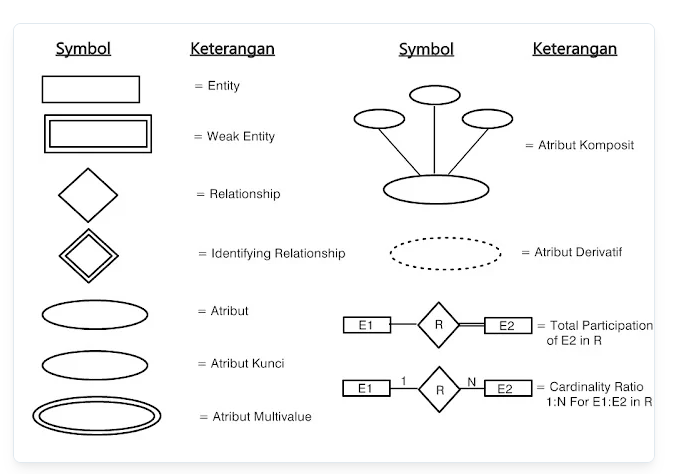 Symbol
Keterangan
= Entity
= Weak Entity
= Relationship
= Identifying Relationship
= Atribut
= Atribut Kunci
= Atribut Multivalue
Symbol
Keterangan
= Atribut Komposit
= Atribut Derivatif
E1 R E2 = Total Participation
of E2 in R
E1 1 R N E2 = Cardinality Ratio
1:N For E1:E2 in R